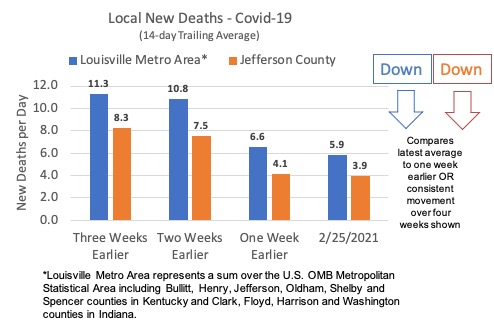 Local New Deaths - Covid-19
(14-day Trailing Average)
Louisville Metro Area* Jefferson County
New Deaths per Day
12.0
10.0
8.0
6.0
4.0
2.0
0.0
11.3
8.3
10.8
7.5
6.6
4.1
5.9
3.9
Three Weeks
Earlier
Two Weeks
Earlier
One Week
Earlier
2/25/2021
Down Down
Compares
latest average
to one week
earlier OR
consistent
movement
over four
weeks shown
*Louisville Metro Area represents a sum over the U.S. OMB Metropolitan
Statistical Area including Bullitt, Henry, Jefferson, Oldham, Shelby and
Spencer counties in Kentucky and Clark, Floyd, Harrison and Washington
counties in Indiana.